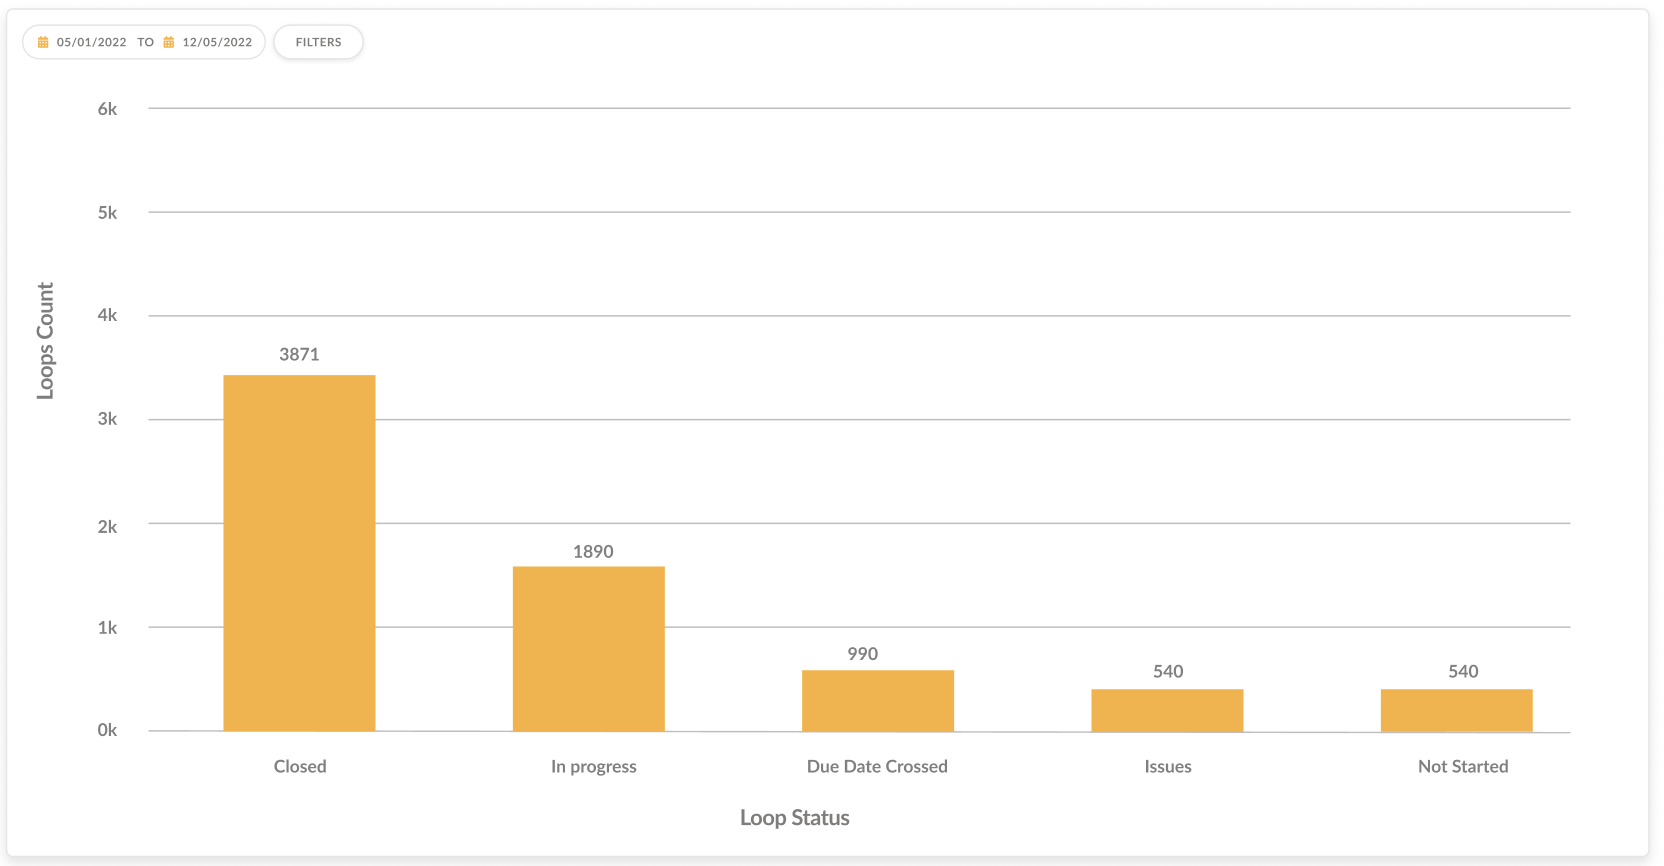 05/01/2022 TO 12/05/2022 FILTERS
6k
5k
4k
3k
2k
1k
0k
Loops Count
3871
1890
990
540
540
Closed In progress Due Date Crossed Issues Not Started
Loop Status